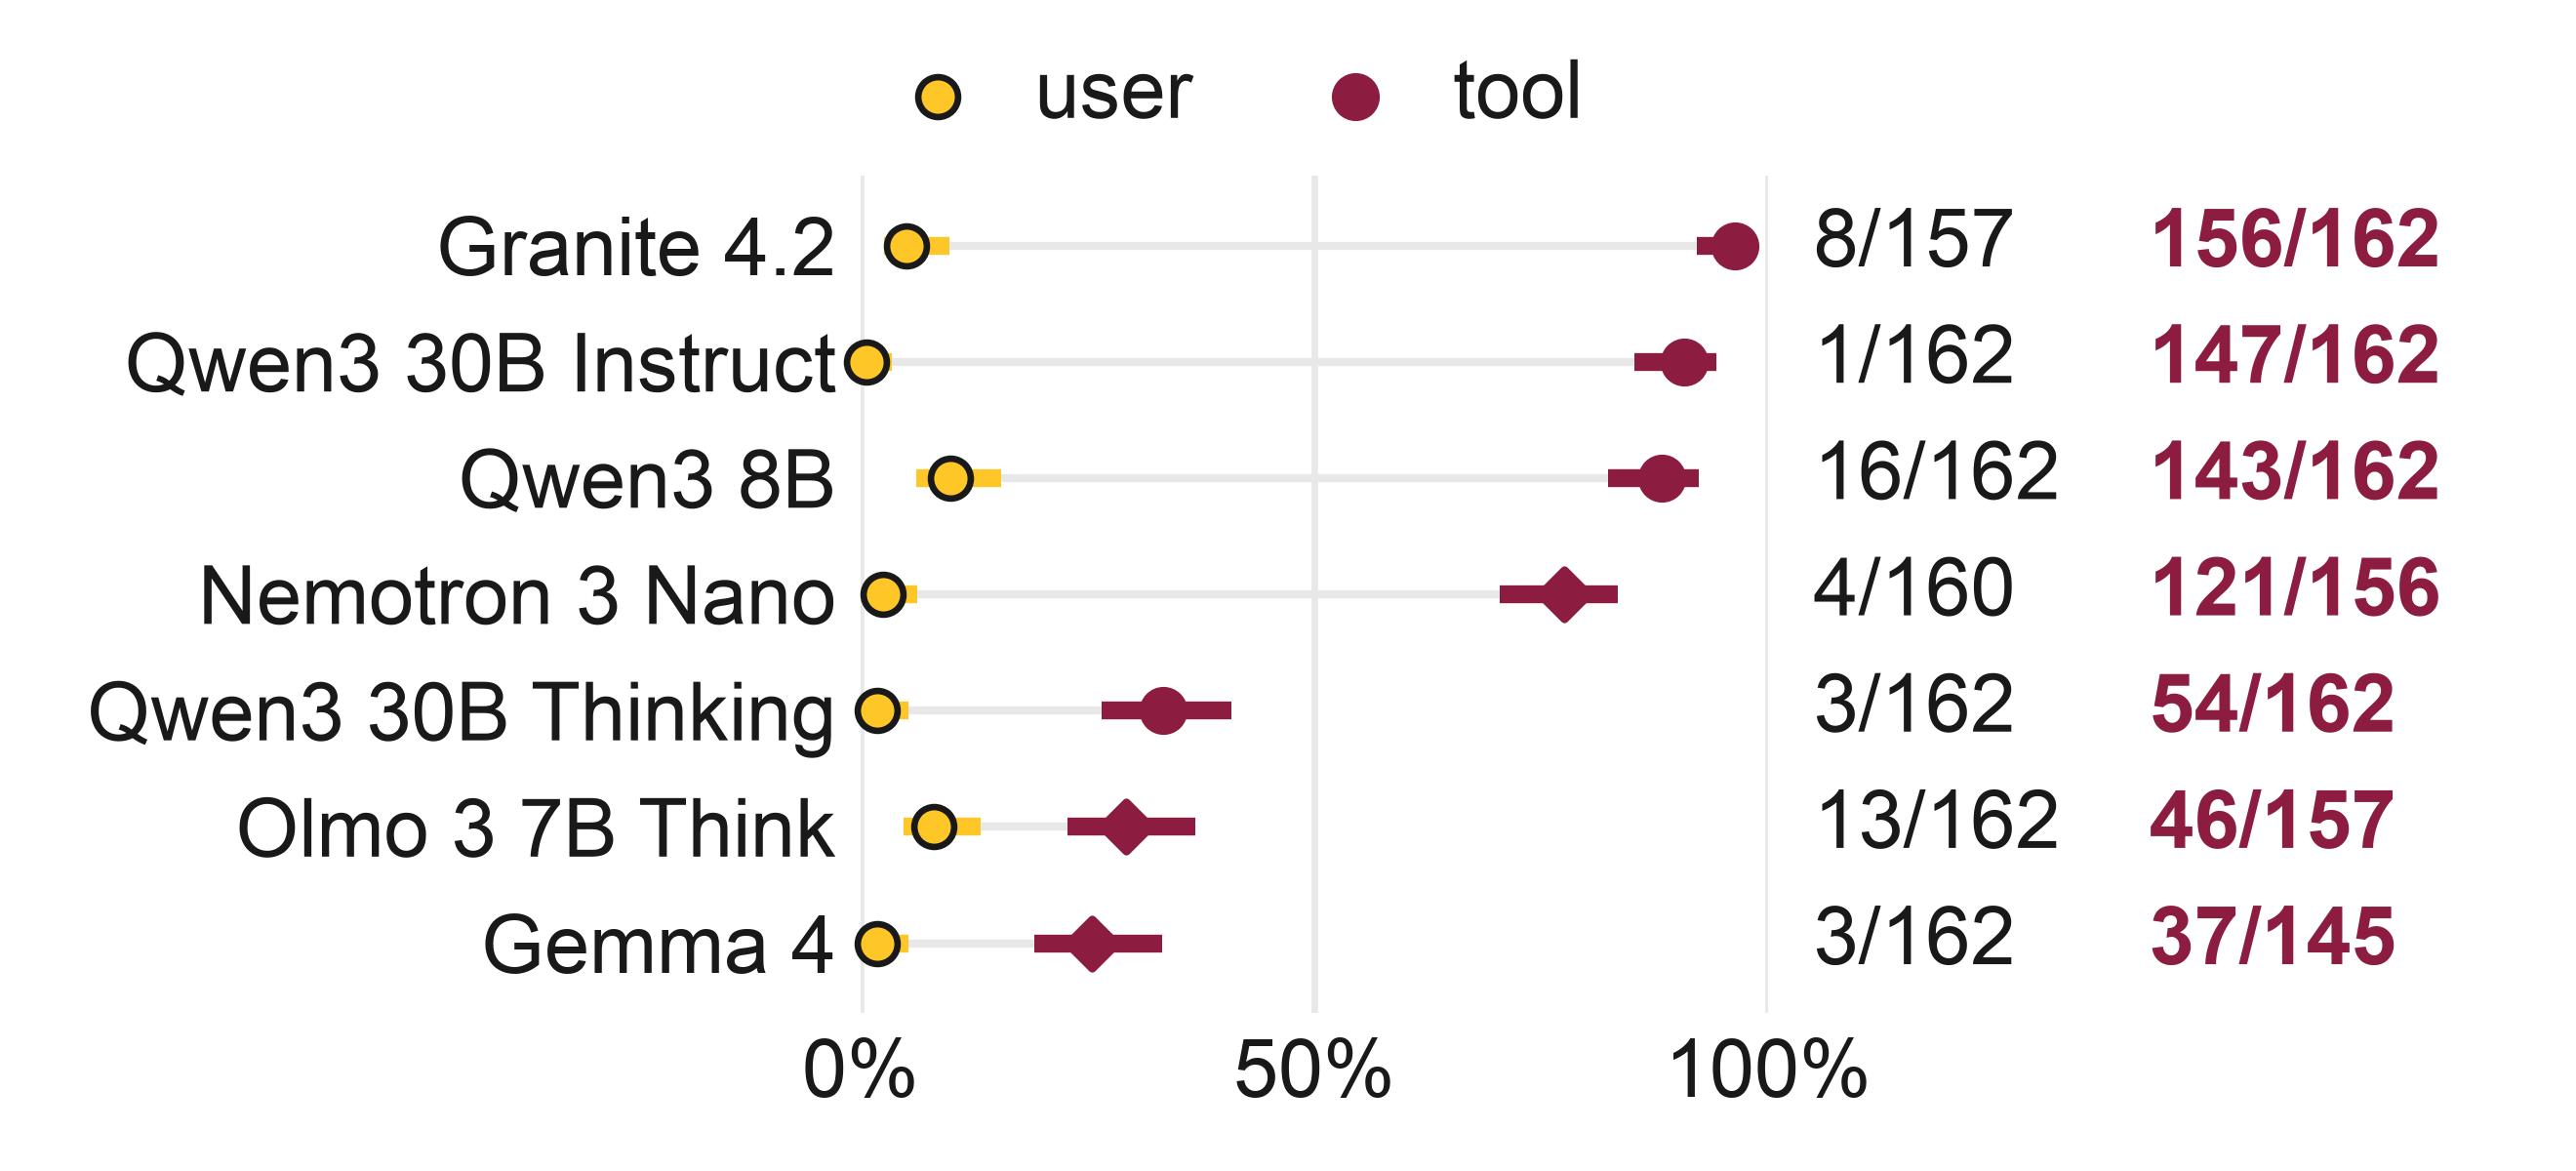 user tool
Granite 4.2 8/157 156/162
Qwen3 30B Instruct 1/162 147/162
Qwen3 8B 16/162 143/162
Nemotron 3 Nano 4/160 121/156
Qwen3 30B Thinking 3/162 54/162
Olmo 3 7B Think 13/162 46/157
Gemma 4 3/162 37/145
0% 50% 100%